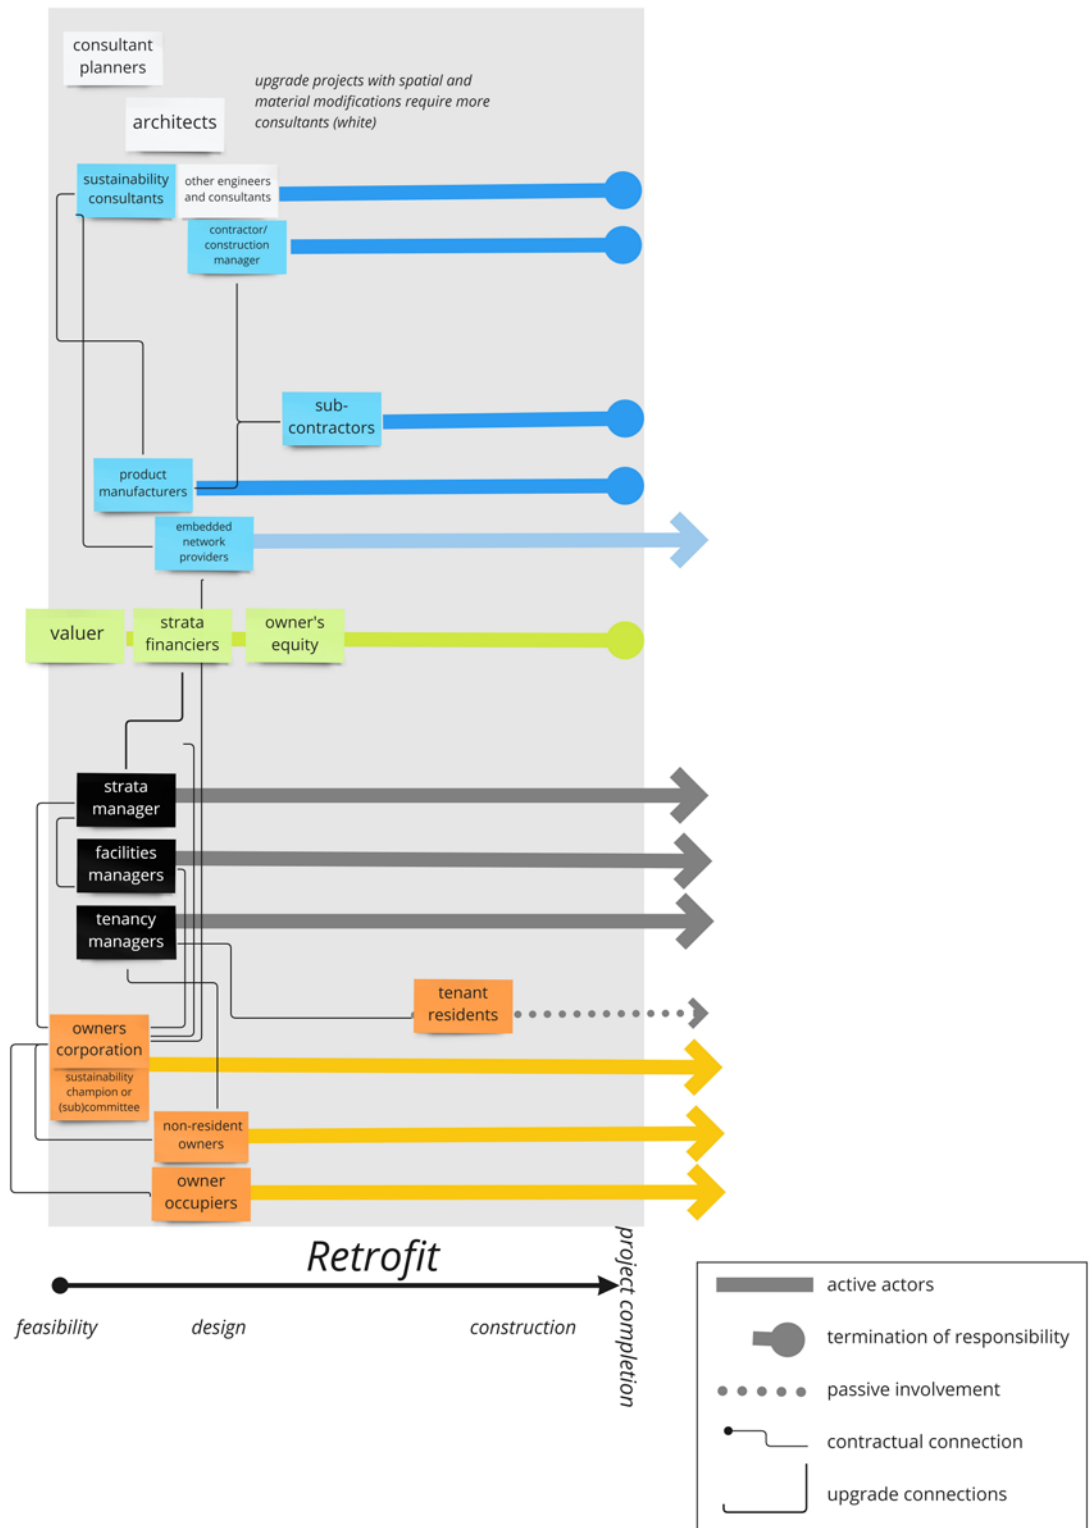 consultant
planners
upgrade projects with spatial and
material modifications require more
consultants (white)
architects
sustainability
consultants
other engineers
and consultants
contractor/
construction
manager
sub-
contractors
product
manufacturers
embedded
network
providers
valuer
strata
financiers
owner's
equity
strata
manager
facilities
managers
tenancy
managers
tenant
residents
owners
corporation
sustainability
champion or
(sub)committee
non-resident
owners
owner
occupiers
Retrofit
project completion
feasibility
design
construction
active actors
termination of responsibility
passive involvement
contractual connection
upgrade connections